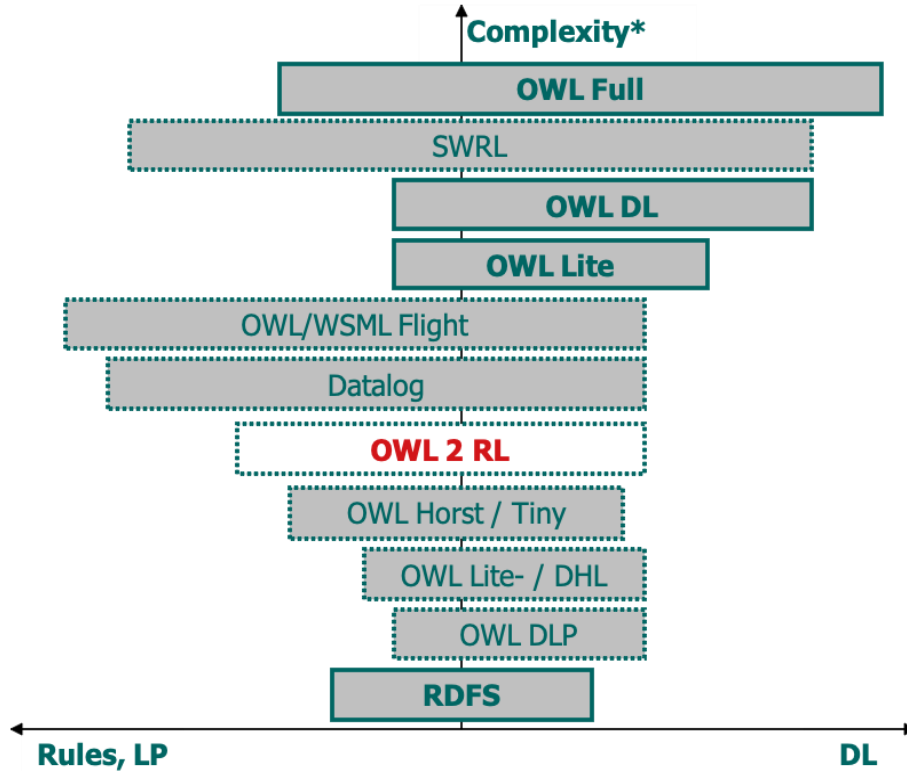 Complexity*
OWL Full
SWRL
OWL DL
OWL Lite
OWL/WSML Flight
Datalog
OWL 2 RL
OWL Horst / Tiny
OWL Lite- / DHL
OWL DLP
RDFS
Rules, LP
DL